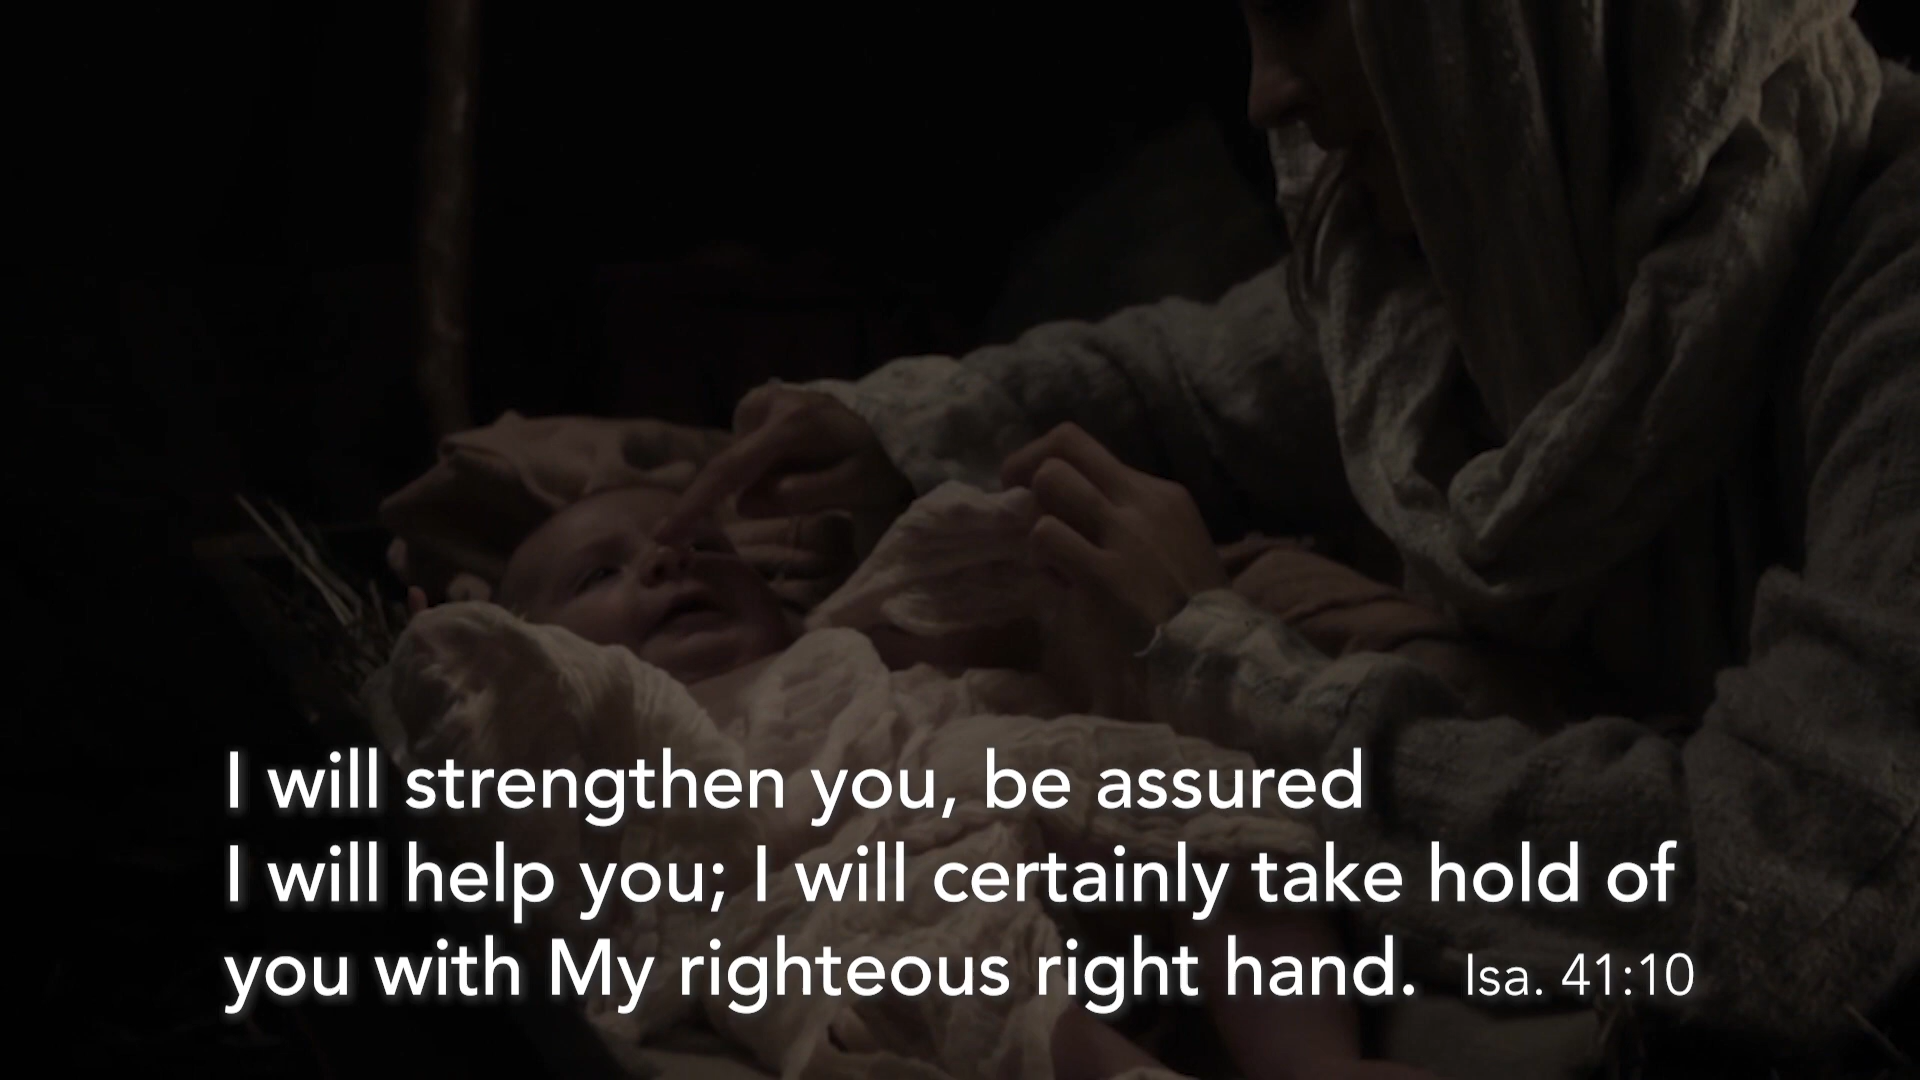 I will strengthen you, be assured
I will help you; I will certainly take hold of
you with My righteous right hand. Isa. 41:10